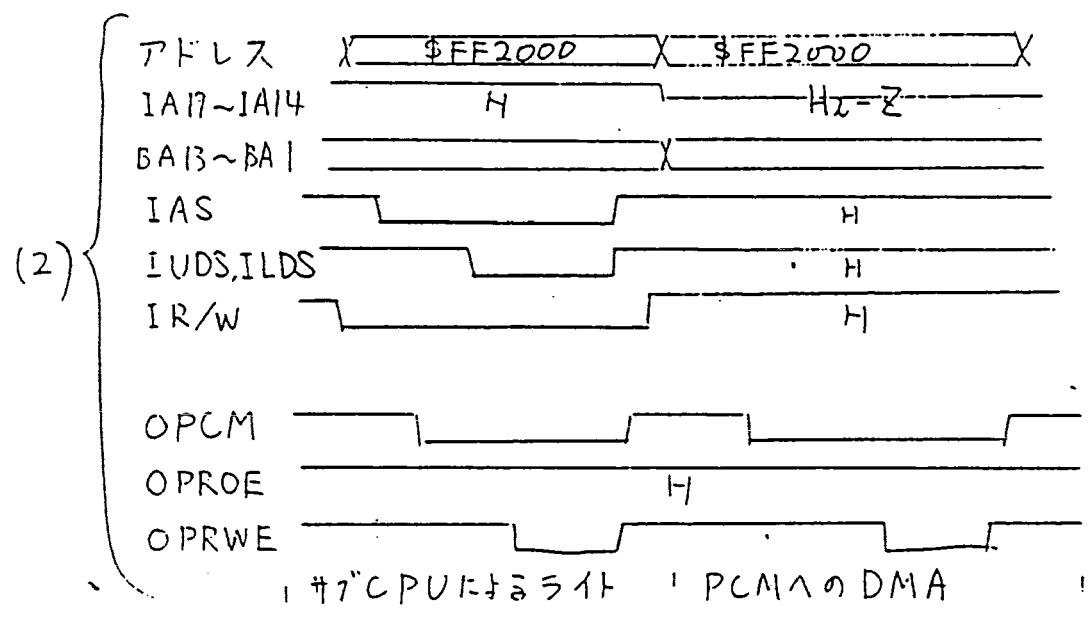 (2)
アドレス $FF2000 $FF2000
IA17~IA14 H Hz-Z
BA13~BA1
IAS H
IUDS,ILDS H
IR/W H
OPCM
OPROE H
OPRWE
サブCPUによるライト PCMへのDMA